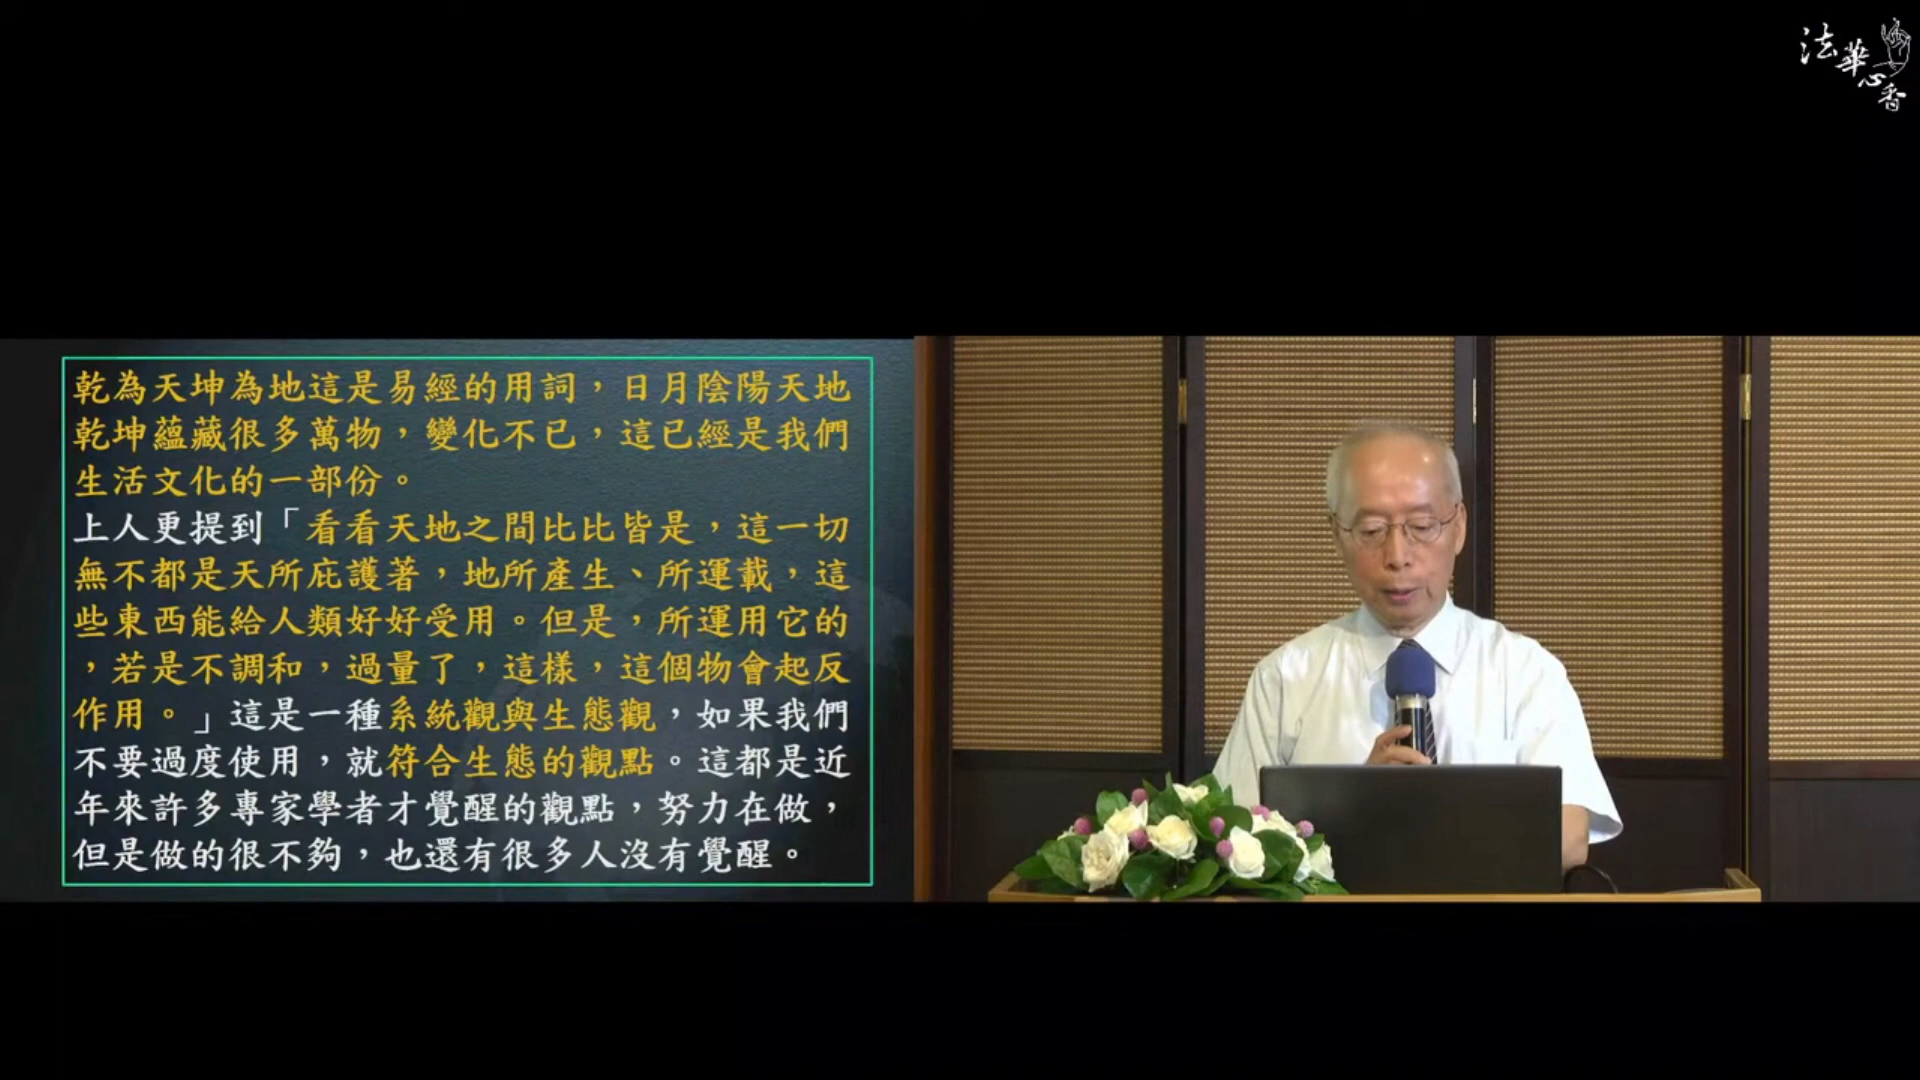 法華心香
乾為天坤為地這是易經的用詞，日月陰陽天地
乾坤蘊藏很多萬物，變化不已，這已經是我們
生活文化的一部份。
上人更提到「看看天地之間比比皆是，這一切
無不都是天所庇護著，地所產生、所運載，這
些東西能給人類好好受用。但是，所運用它的
，若是不調和，過量了，這樣，這個物會起反
作用。」這是一種系統觀與生態觀，如果我們
不要過度使用，就符合生態的觀點。這都是近
年來許多專家學者才覺醒的觀點，努力在做，
但是做的很不夠，也還有很多人沒有覺醒。